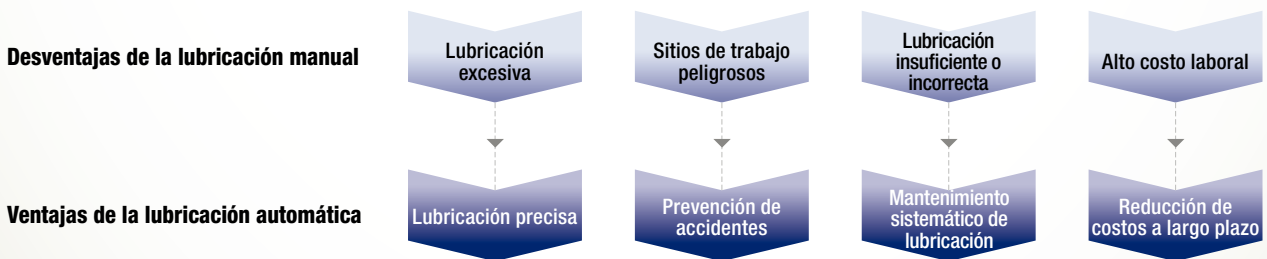 Desventajas de la lubricación manual
Lubricación
excesiva
Sitios de trabajo
peligrosos
Lubricación
insuficiente o
incorrecta
Alto costo laboral
Ventajas de la lubricación automática
Lubricación precisa
Prevención de
accidentes
Mantenimiento
sistemático de
lubricación
Reducción de
costos a largo plazo